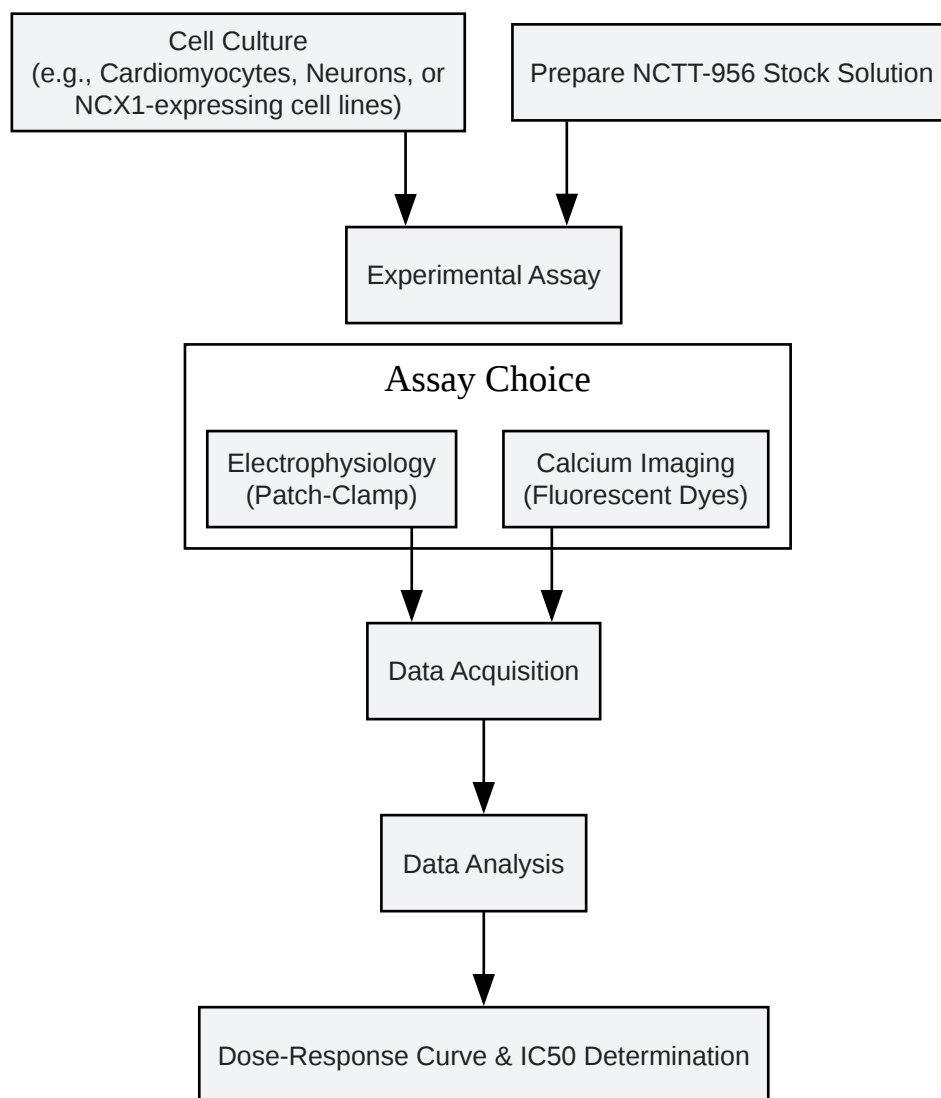 Cell Culture
(e.g., Cardiomyocytes, Neurons, or
NCX1-expressing cell lines)
Prepare NCTT-956 Stock Solution
Experimental Assay
Assay Choice
Electrophysiology
(Patch-Clamp)
Calcium Imaging
(Fluorescent Dyes)
Data Acquisition
Data Analysis
Dose-Response Curve & IC50 Determination